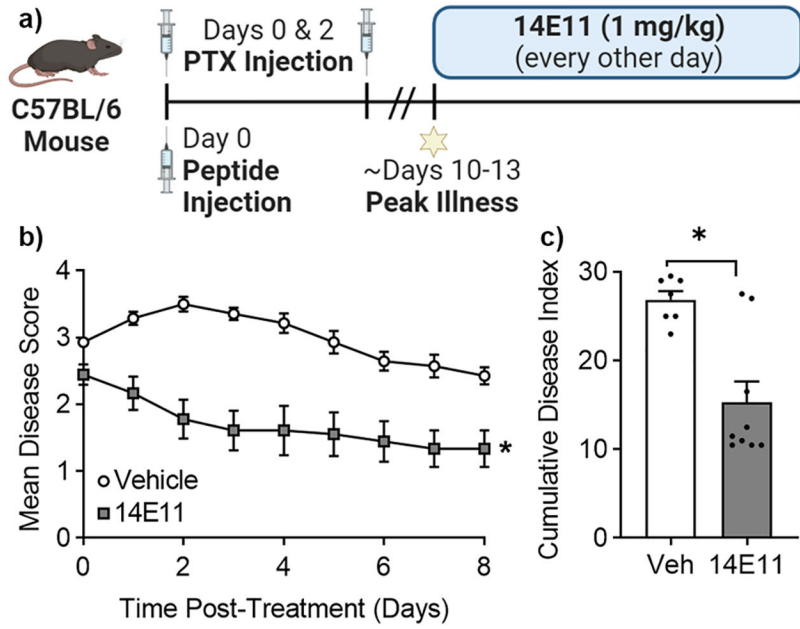 a)
Days 0 & 2
PTX Injection
14E11 (1 mg/kg)
(every other day)
C57BL/6
Mouse
Day 0
Peptide
Injection
~Days 10-13
Peak Illness
b)
Mean Disease Score
4
3
2
1
0
Vehicle
14E11
*
0 2 4 6 8
Time Post-Treatment (Days)
c)
Cumulative Disease Index
30
20
10
0
*
Veh 14E11